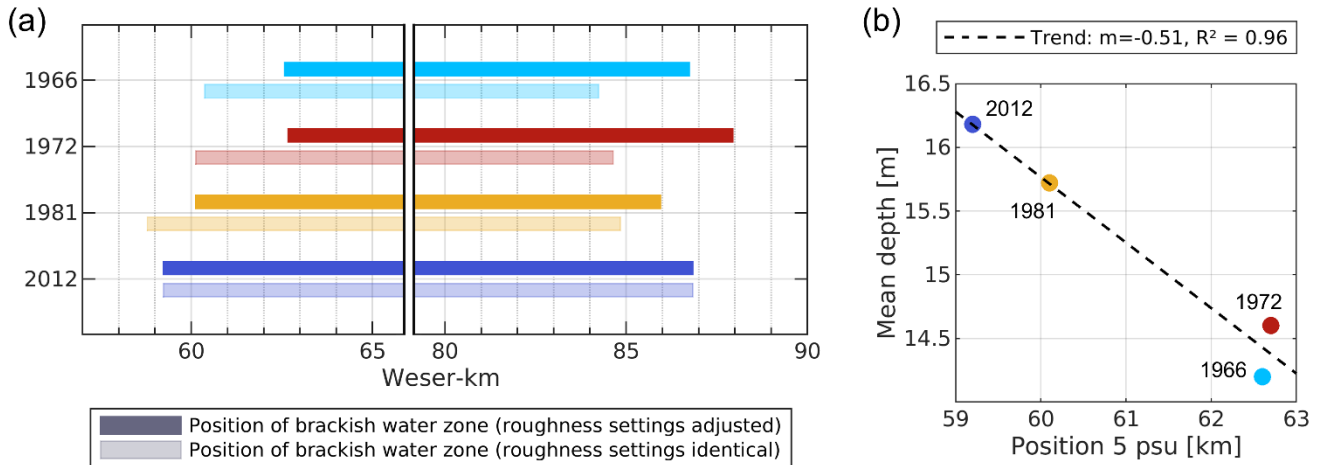 (a)
1966
1972
1981
2012
60
65
80
85
90
Weser-km
Position of brackish water zone (roughness settings adjusted)
Position of brackish water zone (roughness settings identical)
(b)
Trend: m=-0.51, R² = 0.96
16.5
16
15.5
15
14.5
Mean depth [m]
2012
1981
1972
1966
59
60
61
62
63
Position 5 psu [km]